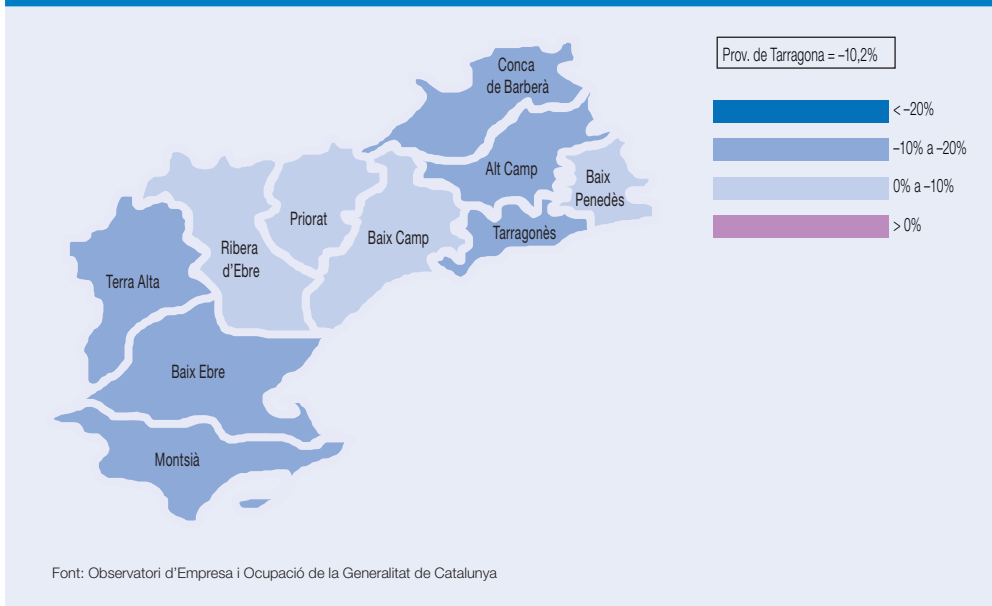 Prov. de Tarragona = –10,2%
< –20%
–10% a –20%
0% a –10%
> 0%
Conca
de Barberà
Alt Camp
Baix
Penedès
Priorat
Baix Camp
Tarragonès
Ribera
d’Ebre
Terra Alta
Baix Ebre
Montsià
Font: Observatori d’Empresa i Ocupació de la Generalitat de Catalunya